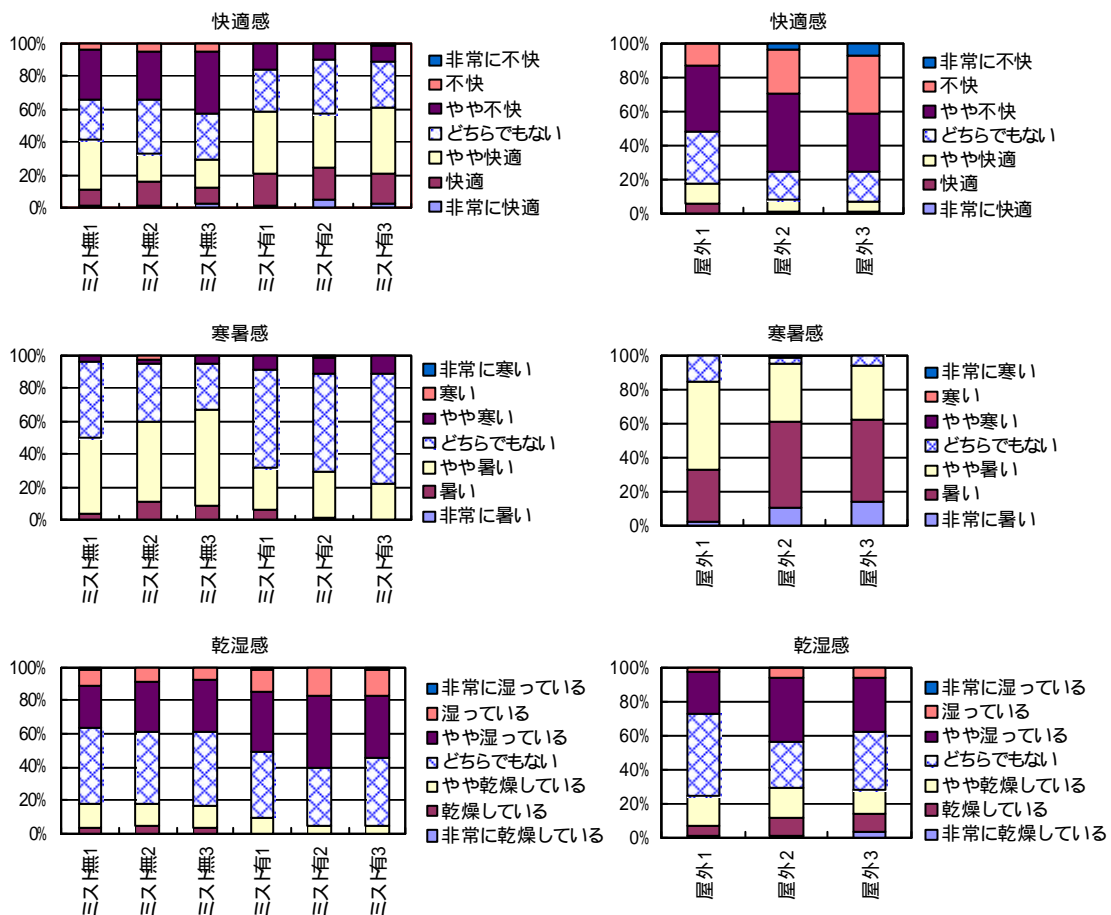 快適感
100%
80%
60%
40%
20%
0%
ミスト無1
ミスト無2
ミスト無3
ミスト有1
ミスト有2
ミスト有3
非常に不快
不快
やや不快
どちらでもない
やや快適
快適
非常に快適
快適感
100%
80%
60%
40%
20%
0%
屋外1
屋外2
屋外3
非常に不快
不快
やや不快
どちらでもない
やや快適
快適
非常に快適
寒暑感
100%
80%
60%
40%
20%
0%
ミスト無1
ミスト無2
ミスト無3
ミスト有1
ミスト有2
ミスト有3
非常に寒い
寒い
やや寒い
どちらでもない
やや暑い
暑い
非常に暑い
寒暑感
100%
80%
60%
40%
20%
0%
屋外1
屋外2
屋外3
非常に寒い
寒い
やや寒い
どちらでもない
やや暑い
暑い
非常に暑い
乾湿感
100%
80%
60%
40%
20%
0%
ミスト無1
ミスト無2
ミスト無3
ミスト有1
ミスト有2
ミスト有3
非常に湿っている
湿っている
やや湿っている
どちらでもない
やや乾燥している
乾燥している
非常に乾燥している
乾湿感
100%
80%
60%
40%
20%
0%
屋外1
屋外2
屋外3
非常に湿っている
湿っている
やや湿っている
どちらでもない
やや乾燥している
乾燥している
非常に乾燥している